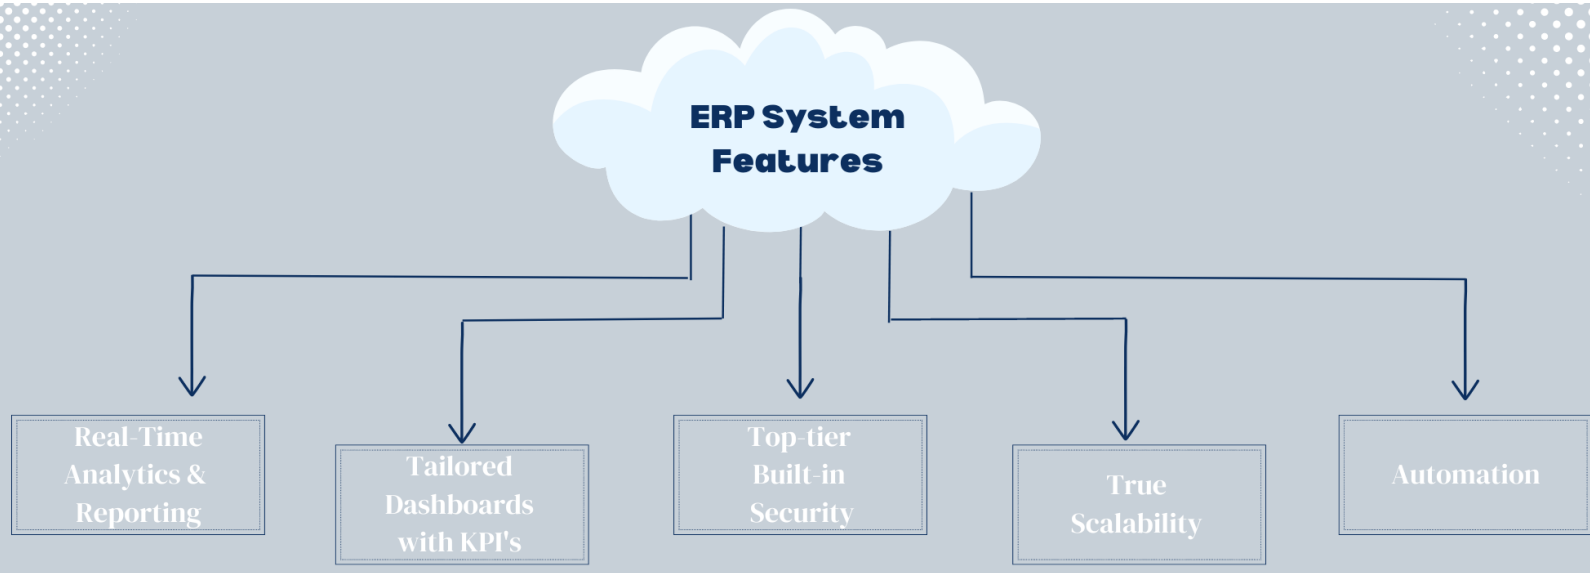 ERP System
Features
Real-Time
Analytics &
Reporting
Tailored
Dashboards
with KPI's
Top-tier
Built-in
Security
True
Scalability
Automation